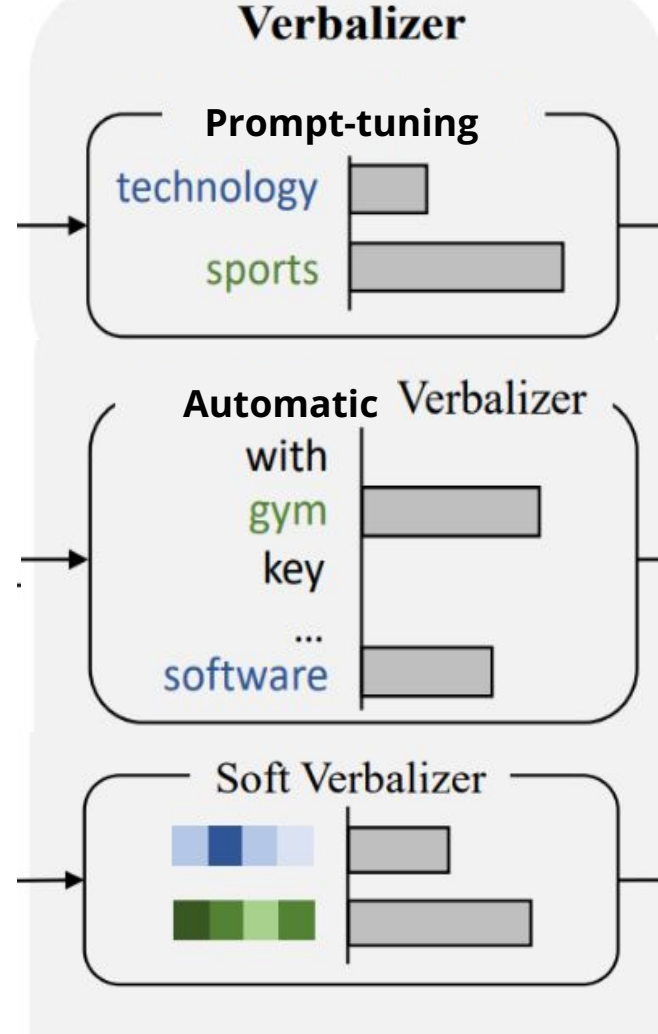 Verbalizer
Prompt-tuning
technology
sports
Automatic Verbalizer
with
gym
key
...
software
Soft Verbalizer